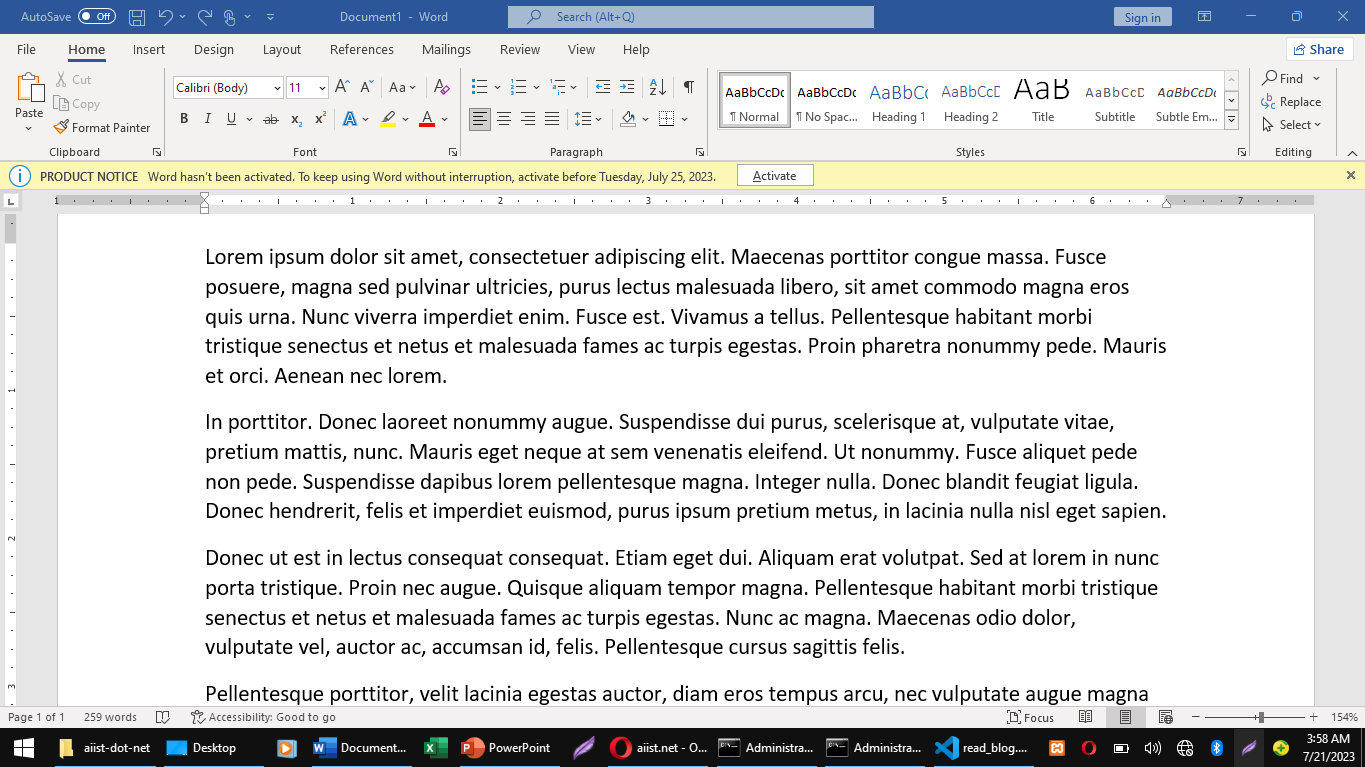 AutoSave Off Document1 - Word Search (Alt+Q) Sign in
File Home Insert Design Layout References Mailings Review View Help Share
Paste Cut Copy Format Painter
Calibri (Body) 11
AaBbCcDc AaBbCcDc AaBbCc AaBbCcD AaB AaBbCcD AaBbCcDc
¶ Normal ¶ No Spac... Heading 1 Heading 2 Title Subtitle Subtle Em...
Find Replace Select
Clipboard Font Paragraph Styles Editing
PRODUCT NOTICE Word hasn't been activated. To keep using Word without interruption, activate before Tuesday, July 25, 2023. Activate
1 1 2 3 4 5 6 7
Lorem ipsum dolor sit amet, consectetuer adipiscing elit. Maecenas porttitor congue massa. Fusce
posuere, magna sed pulvinar ultricies, purus lectus malesuada libero, sit amet commodo magna eros
quis urna. Nunc viverra imperdiet enim. Fusce est. Vivamus a tellus. Pellentesque habitant morbi
tristique senectus et netus et malesuada fames ac turpis egestas. Proin pharetra nonummy pede. Mauris
et orci. Aenean nec lorem.
In porttitor. Donec laoreet nonummy augue. Suspendisse dui purus, scelerisque at, vulputate vitae,
pretium mattis, nunc. Mauris eget neque at sem venenatis eleifend. Ut nonummy. Fusce aliquet pede
non pede. Suspendisse dapibus lorem pellentesque magna. Integer nulla. Donec blandit feugiat ligula.
Donec hendrerit, felis et imperdiet euismod, purus ipsum pretium metus, in lacinia nulla nisl eget sapien.
Donec ut est in lectus consequat consequat. Etiam eget dui. Aliquam erat volutpat. Sed at lorem in nunc
porta tristique. Proin nec augue. Quisque aliquam tempor magna. Pellentesque habitant morbi tristique
senectus et netus et malesuada fames ac turpis egestas. Nunc ac magna. Maecenas odio dolor,
vulputate vel, auctor ac, accumsan id, felis. Pellentesque cursus sagittis felis.
Pellentesque porttitor, velit lacinia egestas auctor, diam eros tempus arcu, nec vulputate augue magna
Page 1 of 1 259 words Accessibility: Good to go Focus 154%
aiist-dot-net Desktop Document... PowerPoint aiist.net - O... Administra... Administra... read_blog.... 3:58 AM
7/21/2023